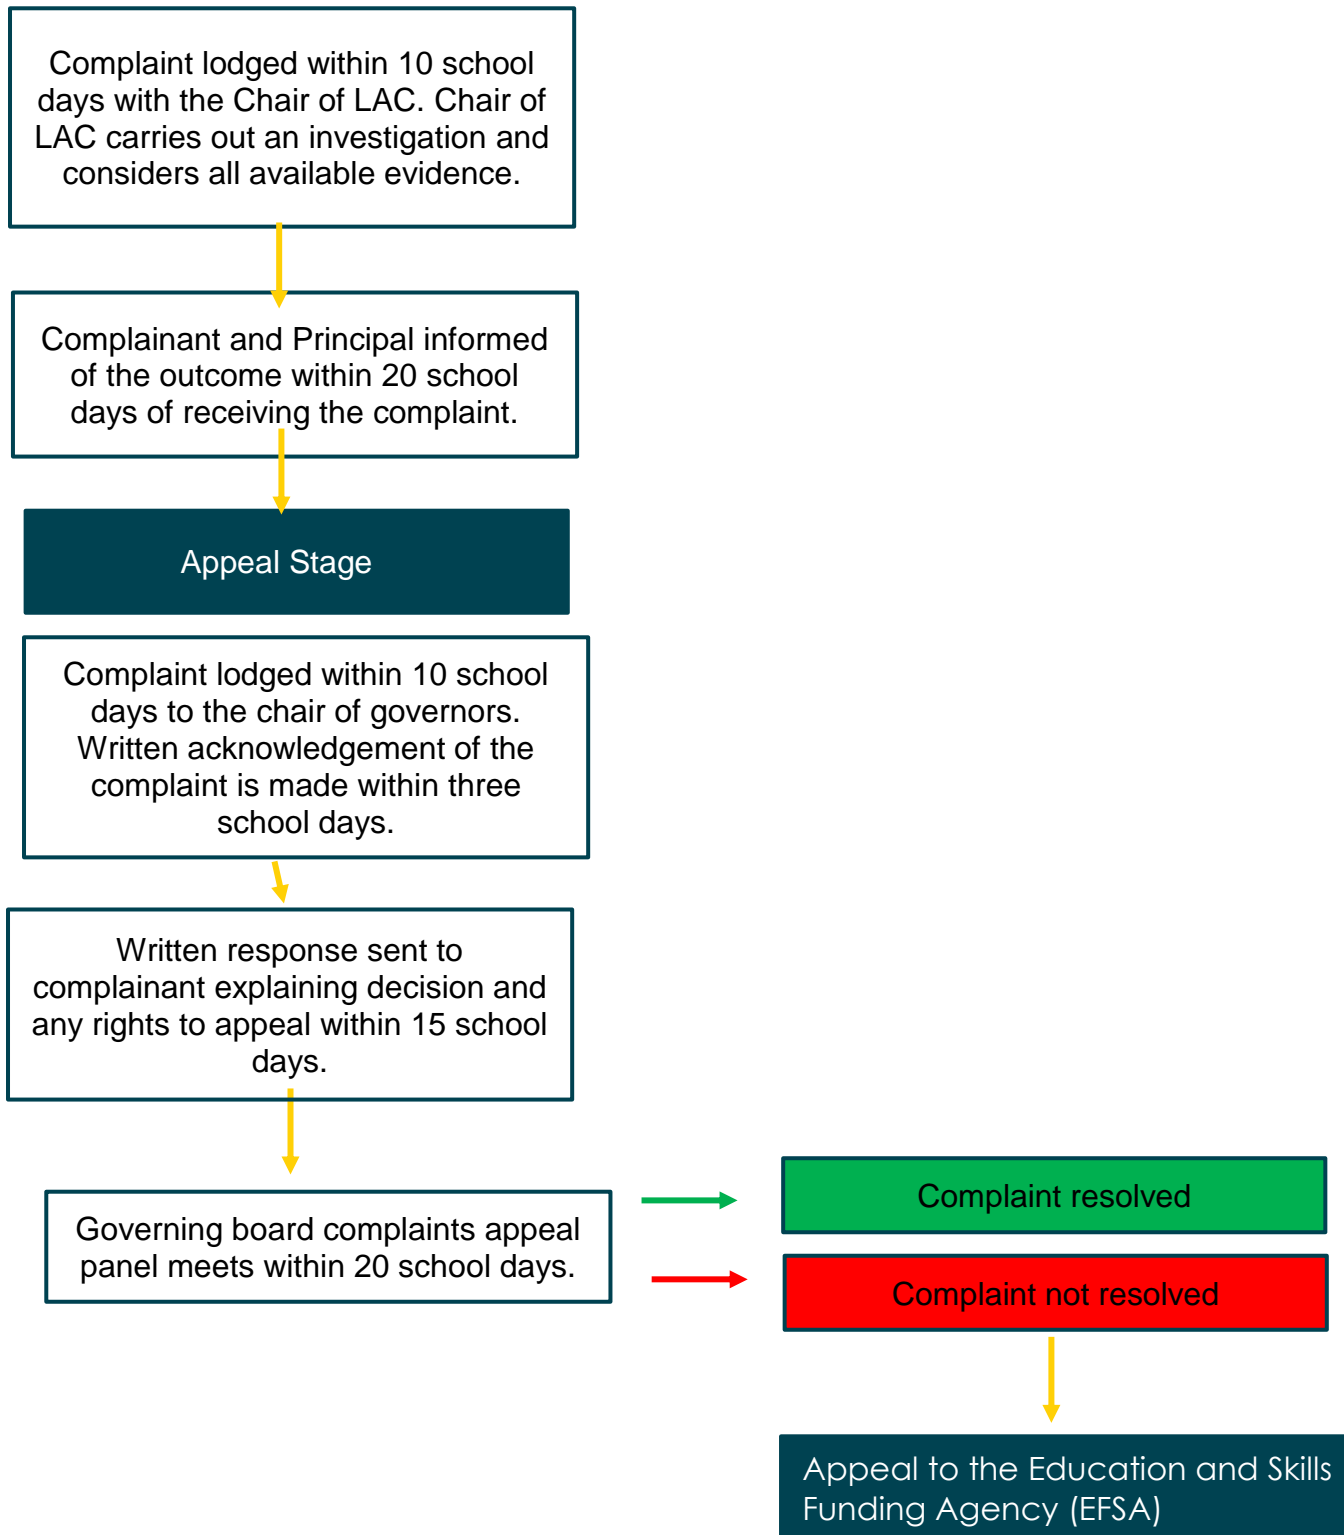 Complaint lodged within 10 school
days with the Chair of LAC. Chair of
LAC carries out an investigation and
considers all available evidence.
Complainant and Principal informed
of the outcome within 20 school
days of receiving the complaint.
Appeal Stage
Complaint lodged within 10 school
days to the chair of governors.
Written acknowledgement of the
complaint is made within three
school days.
Written response sent to
complainant explaining decision and
any rights to appeal within 15 school
days.
Governing board complaints appeal
panel meets within 20 school days.
Complaint resolved
Complaint not resolved
Appeal to the Education and Skills
Funding Agency (EFSA)